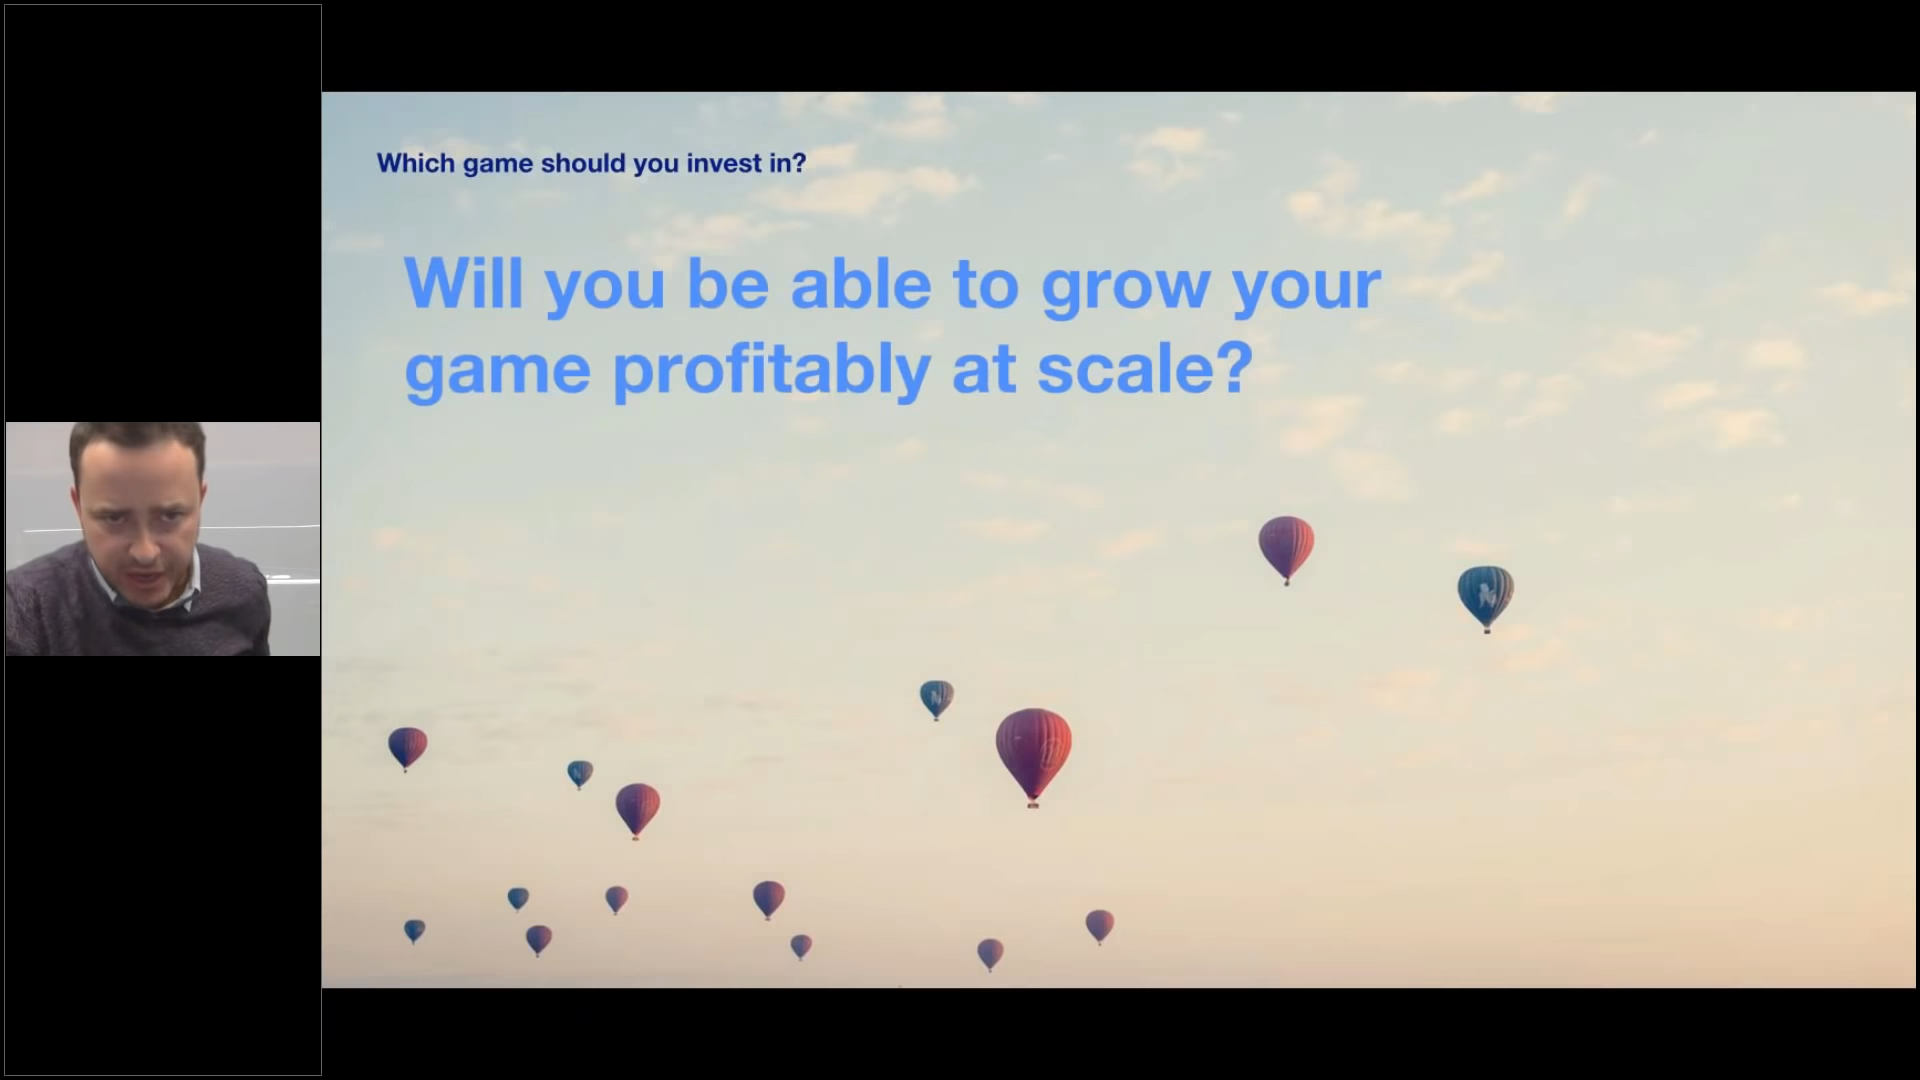 Which game should you invest in?
Will you be able to grow your
game profitably at scale?